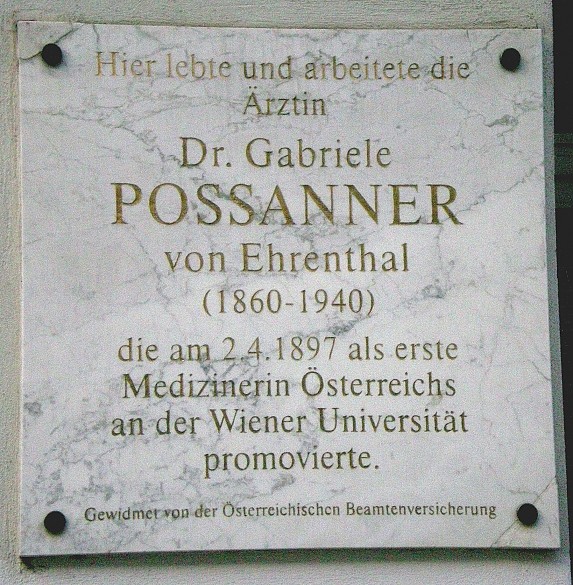 Hier lebte und arbeitete die
Ärztin
Dr. Gabriele
POSSANNER
von Ehrenthal
(1860-1940)
die am 2.4.1897 als erste
Medizinerin Österreichs
an der Wiener Universität
promovierte.
Gewidmet von der Österreichischen Beamtenversicherung